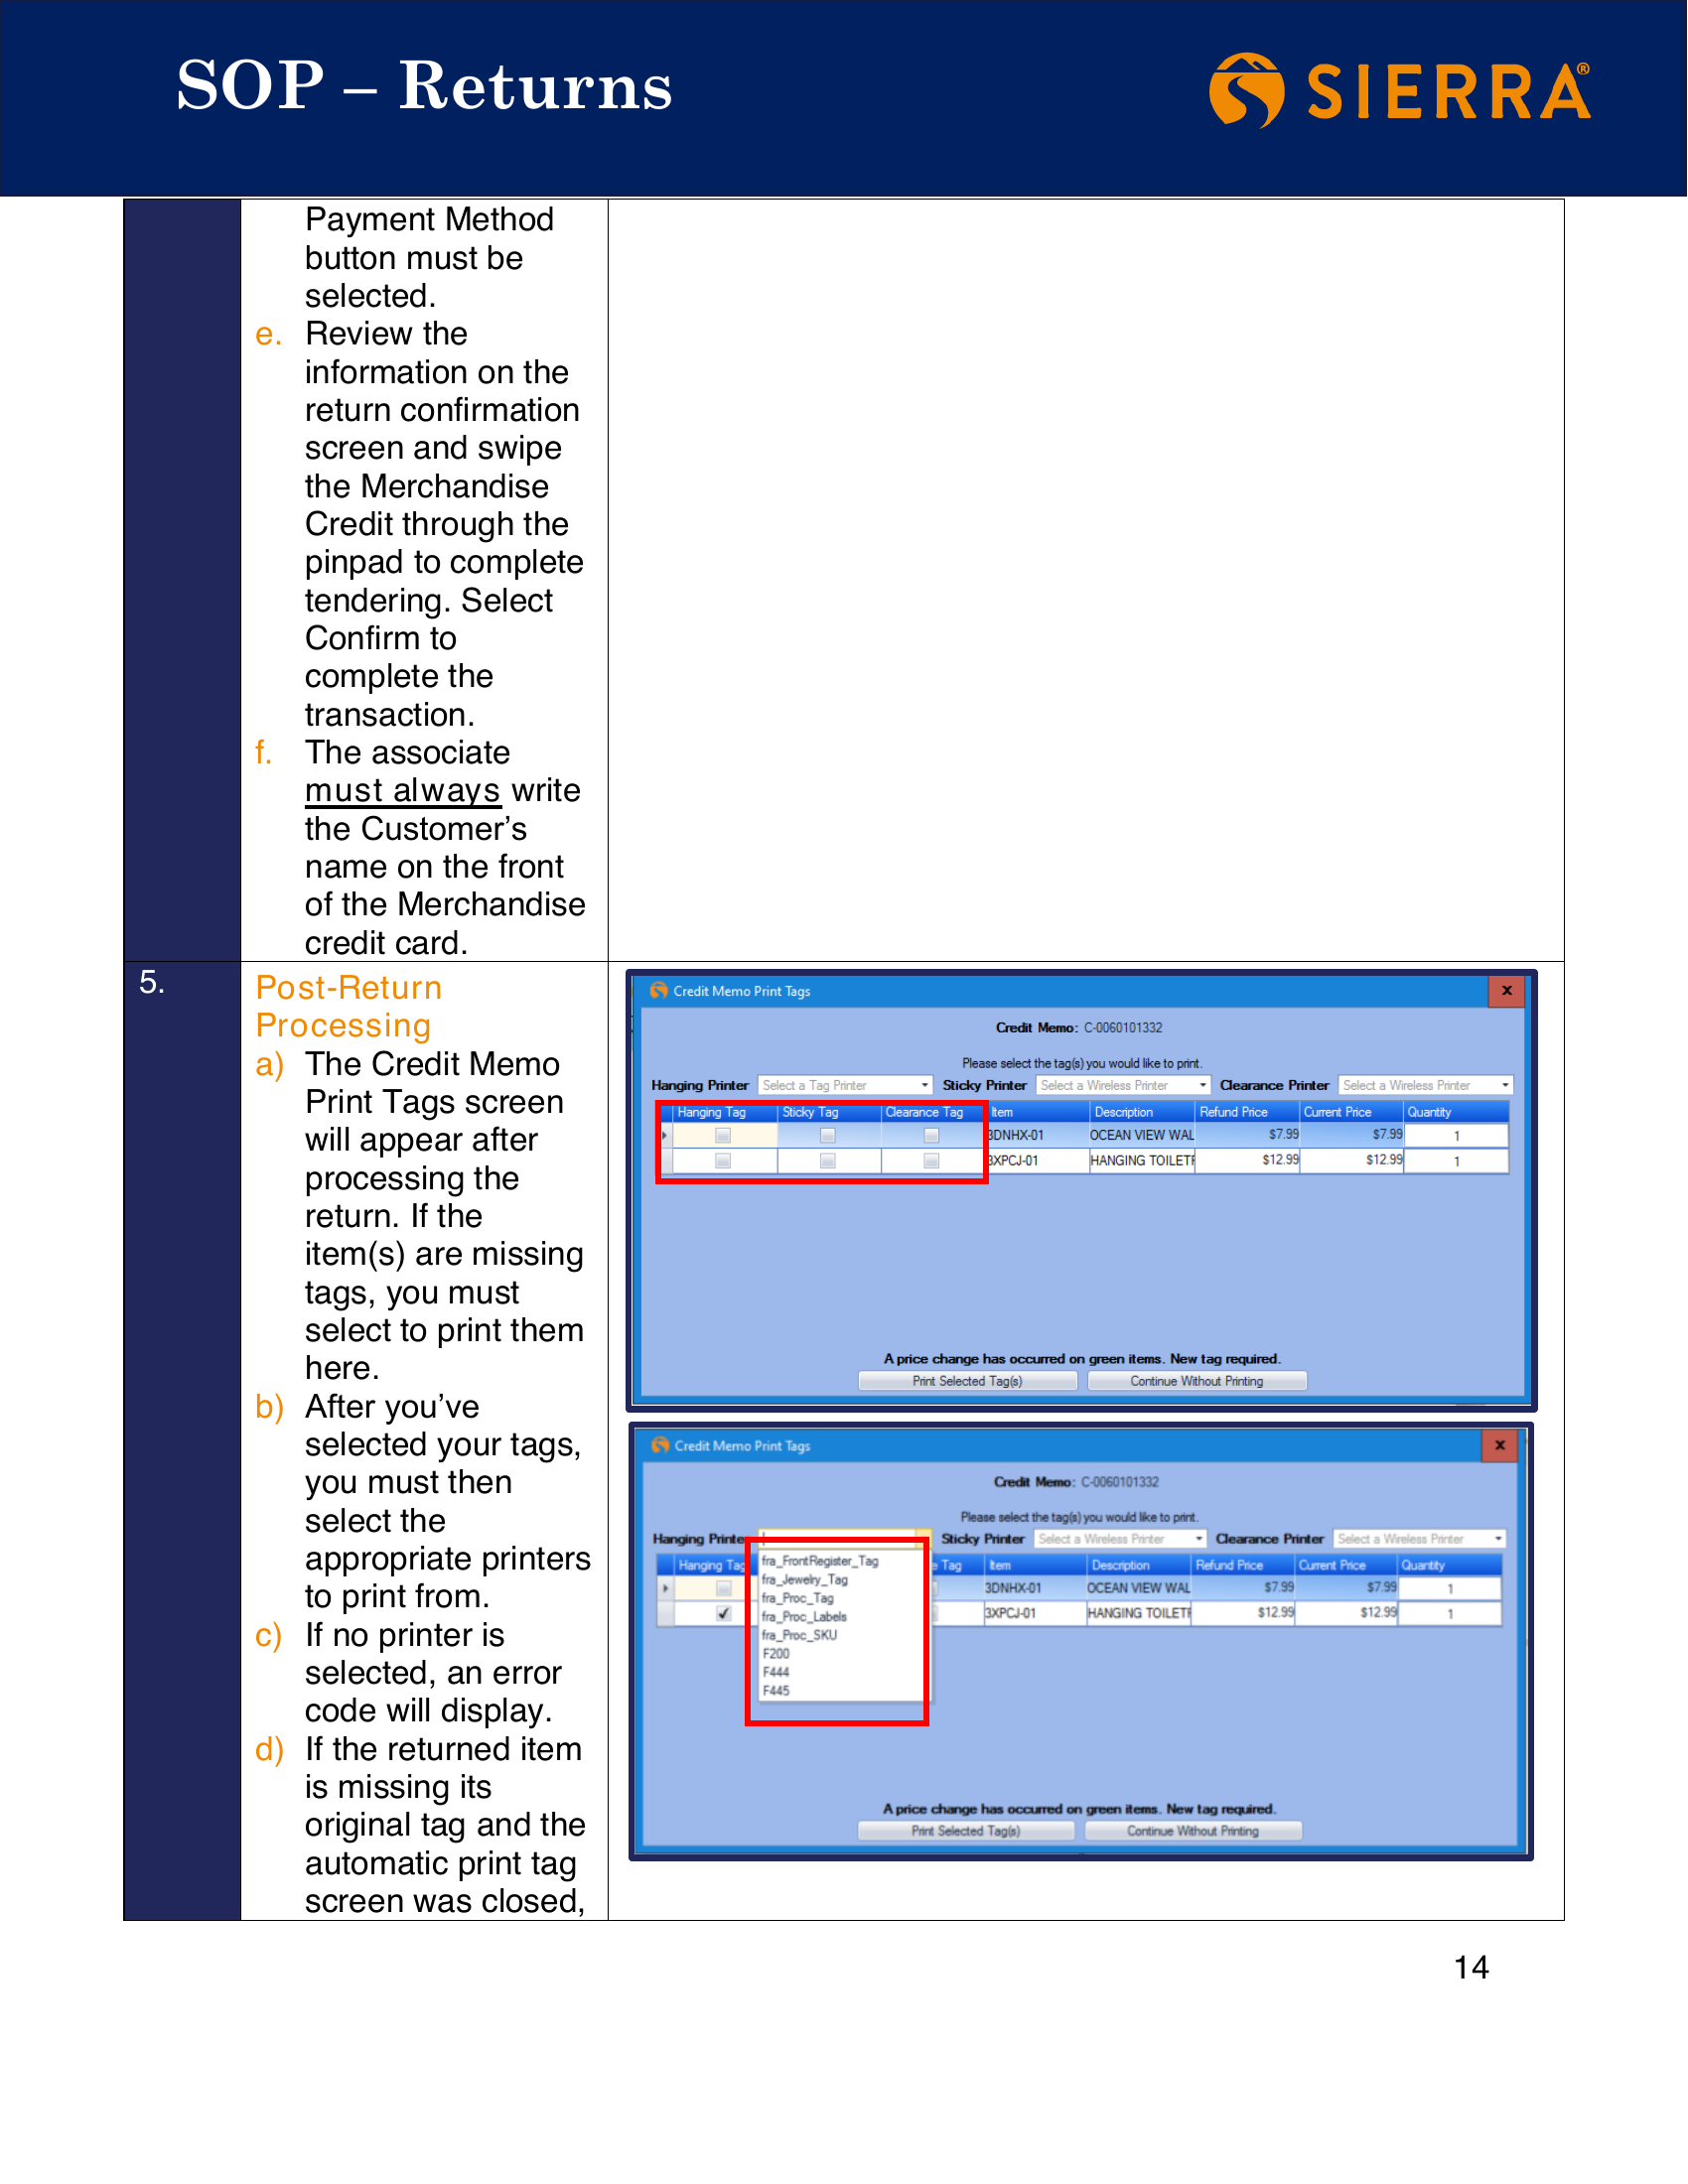 SOP – Returns
SIERRA®
Payment Method
button must be
selected.
e. Review the
information on the
return confirmation
screen and swipe
the Merchandise
Credit through the
pinpad to complete
tendering. Select
Confirm to
complete the
transaction.
f. The associate
must always write
the Customer’s
name on the front
of the Merchandise
credit card.
5.
Post-Return
Processing
a) The Credit Memo
Print Tags screen
will appear after
processing the
return. If the
item(s) are missing
tags, you must
select to print them
here.
b) After you’ve
selected your tags,
you must then
select the
appropriate printers
to print from.
c) If no printer is
selected, an error
code will display.
d) If the returned item
is missing its
original tag and the
automatic print tag
screen was closed,
Credit Memo Print Tags x
Credit Memo: C-0060101332
Please select the tag(s) you would like to print.
Hanging Printer Select a Tag Printer Sticky Printer Select a Wireless Printer Clearance Printer Select a Wireless Printer
Hanging Tag Sticky Tag Clearance Tag Item Description Refund Price Current Price Quantity
3DNHX-01 OCEAN VIEW WAL $7.99 $7.99 1
3XPCJ-01 HANGING TOILET $12.99 $12.99 1
A price change has occurred on green items. New tag required.
Print Selected Tag(s) Continue Without Printing
Credit Memo Print Tags x
Credit Memo: C-0060101332
Please select the tag(s) you would like to print.
Hanging Printer Sticky Printer Select a Wireless Printer Clearance Printer Select a Wireless Printer
Hanging Tag e Tag Item Description Refund Price Current Price Quantity
3DNHX-01 OCEAN VIEW WAL $7.99 $7.99 1
3XPCJ-01 HANGING TOILET $12.99 $12.99 1
fra_FrontRegister_Tag
fra_Jewelry_Tag
fra_Proc_Tag
fra_Proc_Labels
fra_Proc_SKU
F200
F444
F445
A price change has occurred on green items. New tag required.
Print Selected Tag(s) Continue Without Printing
14